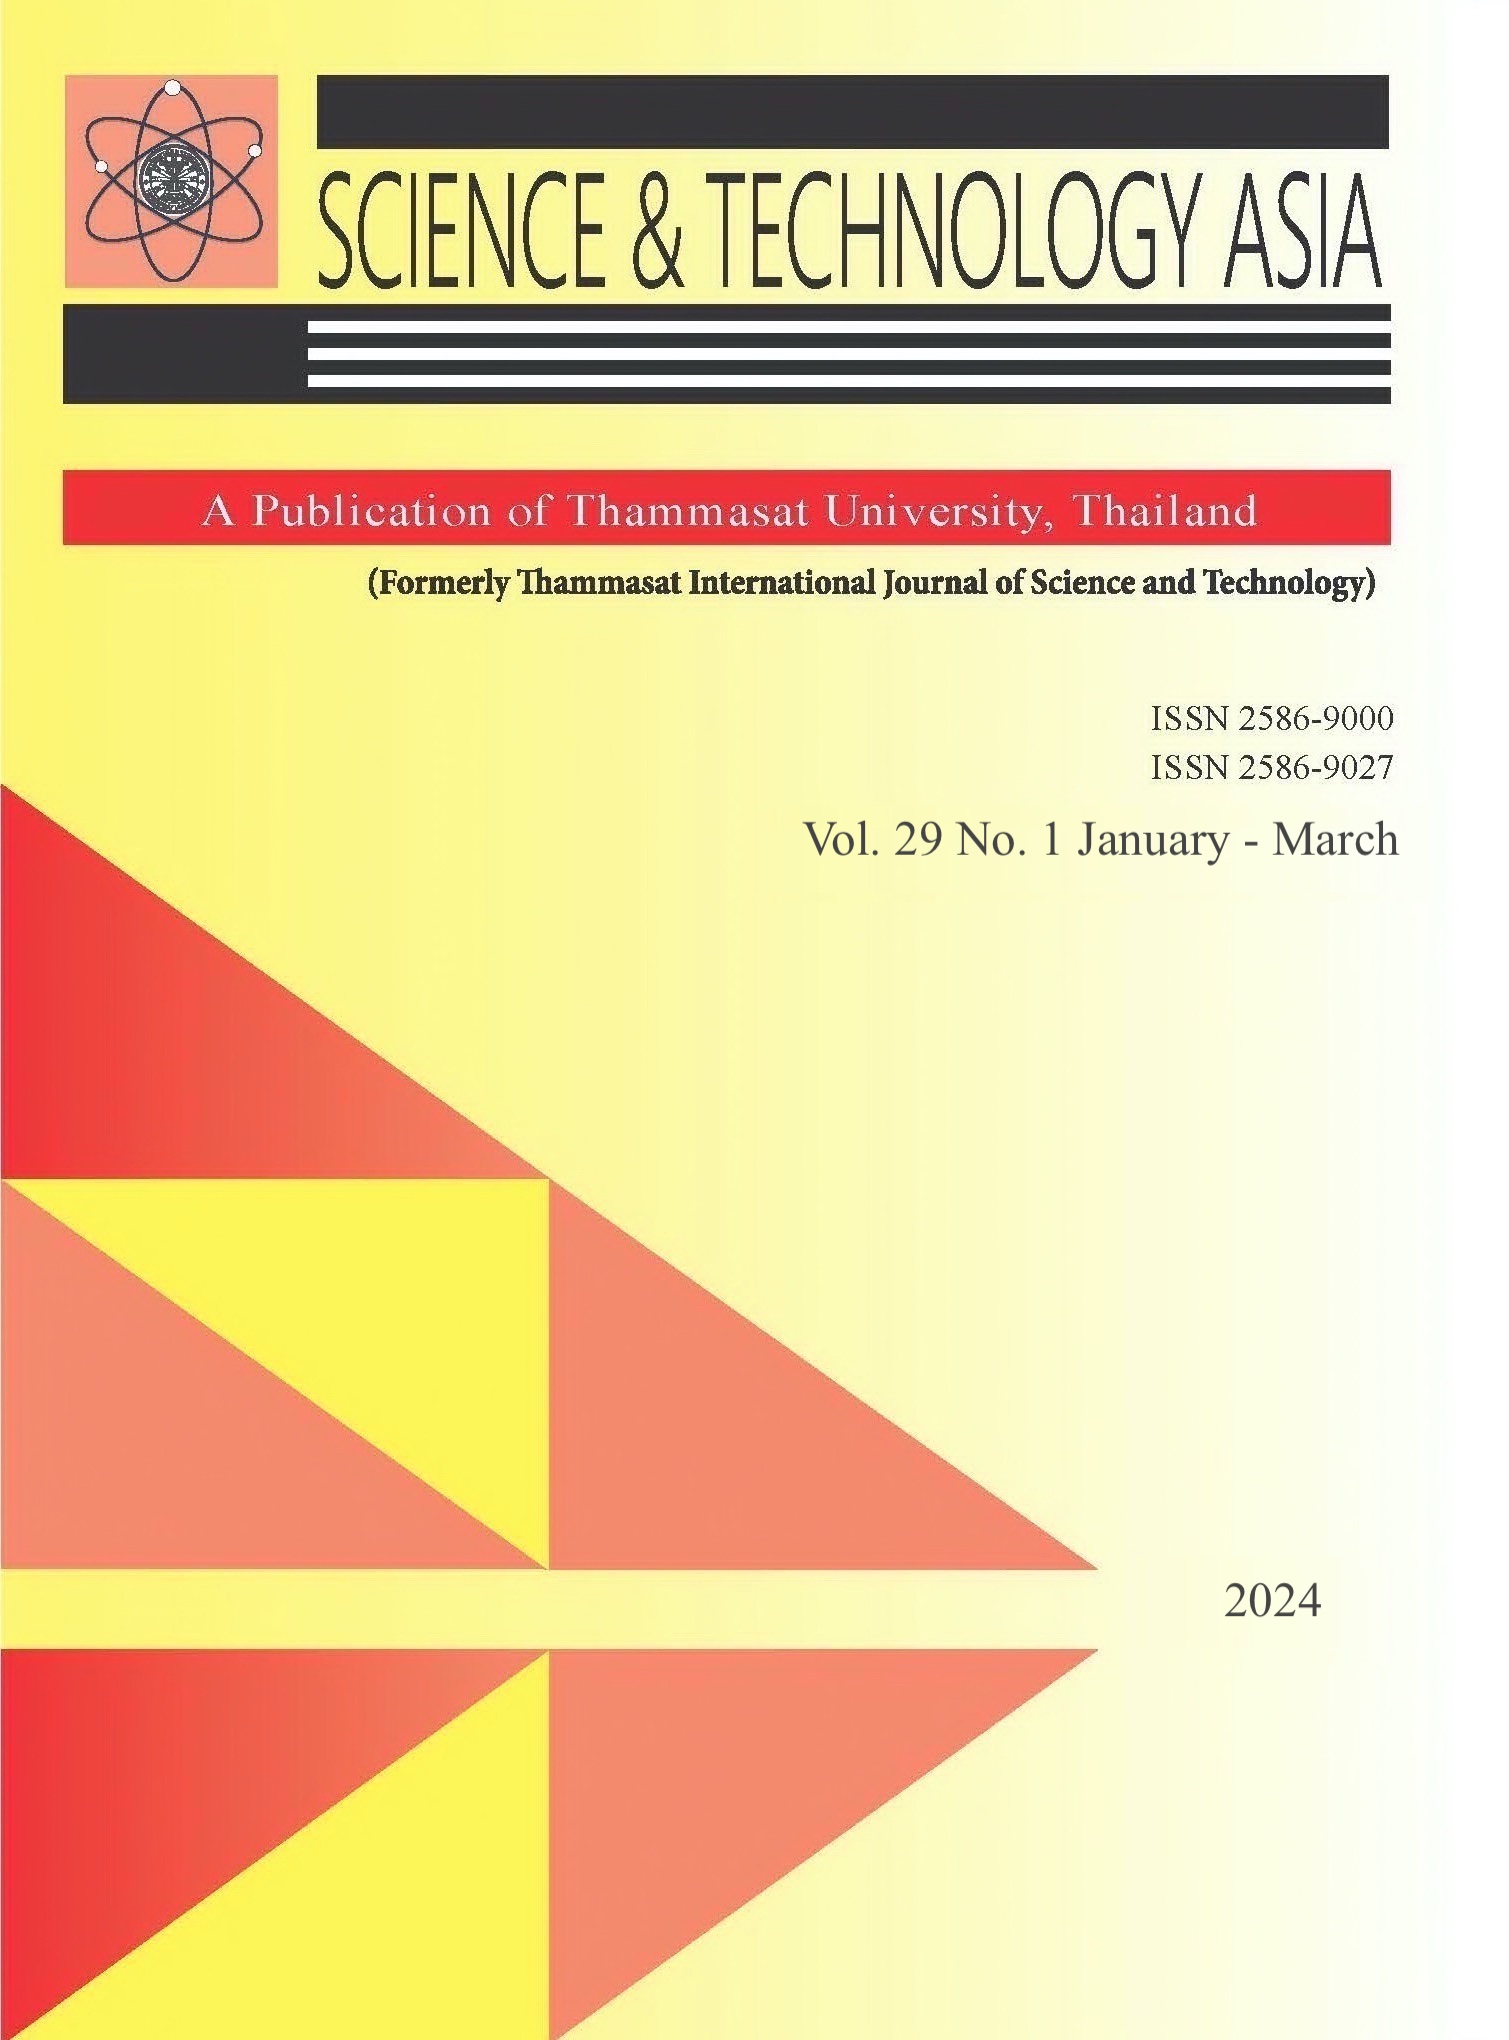 SCIENCE & TECHNOLOGY ASIA
A Publication of Thammasat University, Thailand
(Formerly Thammasat International Journal of Science and Technology)
ISSN 2586-9000
ISSN 2586-9027
Vol. 29 No. 1 January - March
2024